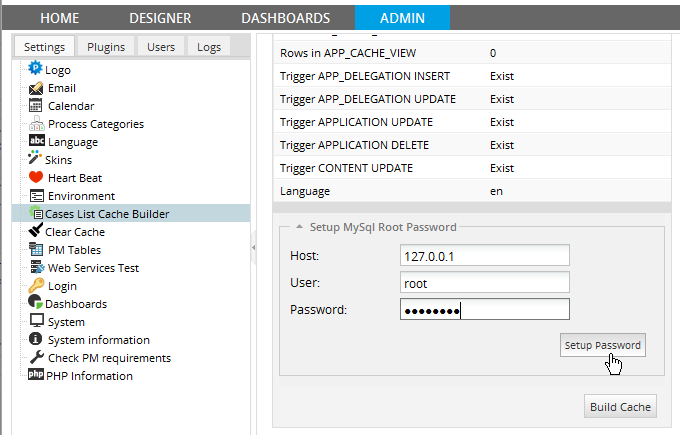 HOME DESIGNER DASHBOARDS ADMIN
Settings Plugins Users Logs
Logo
Email
Calendar
Process Categories
abc Language
Skins
Heart Beat
Environment
Cases List Cache Builder
Clear Cache
PM Tables
Web Services Test
Login
Dashboards
System
System information
Check PM requirements
php PHP Information
Rows in APP_CACHE_VIEW 0
Trigger APP_DELEGATION INSERT Exist
Trigger APP_DELEGATION UPDATE Exist
Trigger APPLICATION UPDATE Exist
Trigger APPLICATION DELETE Exist
Trigger CONTENT UPDATE Exist
Language en
Setup MySql Root Password
Host: 127.0.0.1
User: root
Password: ••••••••
Setup Password
Build Cache